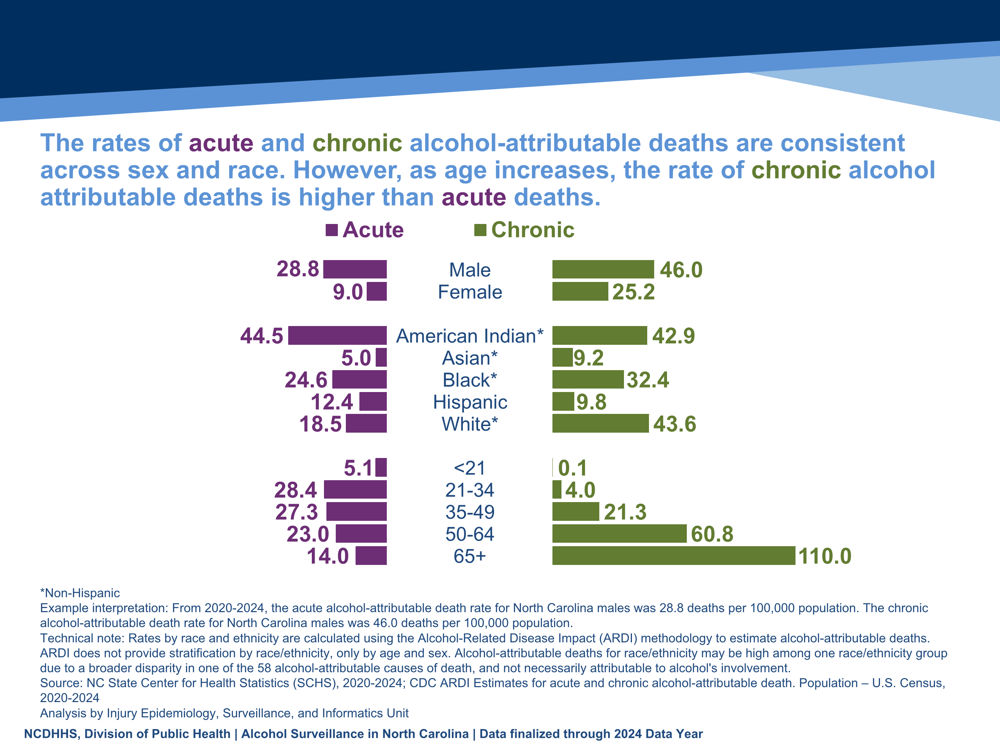 The rates of acute and chronic alcohol-attributable deaths are consistent
across sex and race. However, as age increases, the rate of chronic alcohol
attributable deaths is higher than acute deaths.
Acute Chronic
28.8 Male 46.0
9.0 Female 25.2
44.5 American Indian* 42.9
5.0 Asian* 9.2
24.6 Black* 32.4
12.4 Hispanic 9.8
18.5 White* 43.6
5.1 <21 0.1
28.4 21-34 4.0
27.3 35-49 21.3
23.0 50-64 60.8
14.0 65+ 110.0
*Non-Hispanic
Example interpretation: From 2020-2024, the acute alcohol-attributable death rate for North Carolina males was 28.8 deaths per 100,000 population. The chronic
alcohol-attributable death rate for North Carolina males was 46.0 deaths per 100,000 population.
Technical note: Rates by race and ethnicity are calculated using the Alcohol-Related Disease Impact (ARDI) methodology to estimate alcohol-attributable deaths.
ARDI does not provide stratification by race/ethnicity, only by age and sex. Alcohol-attributable deaths for race/ethnicity may be high among one race/ethnicity group
due to a broader disparity in one of the 58 alcohol-attributable causes of death, and not necessarily attributable to alcohol's involvement.
Source: NC State Center for Health Statistics (SCHS), 2020-2024; CDC ARDI Estimates for acute and chronic alcohol-attributable death. Population – U.S. Census,
2020-2024
Analysis by Injury Epidemiology, Surveillance, and Informatics Unit
NCDHHS, Division of Public Health | Alcohol Surveillance in North Carolina | Data finalized through 2024 Data Year